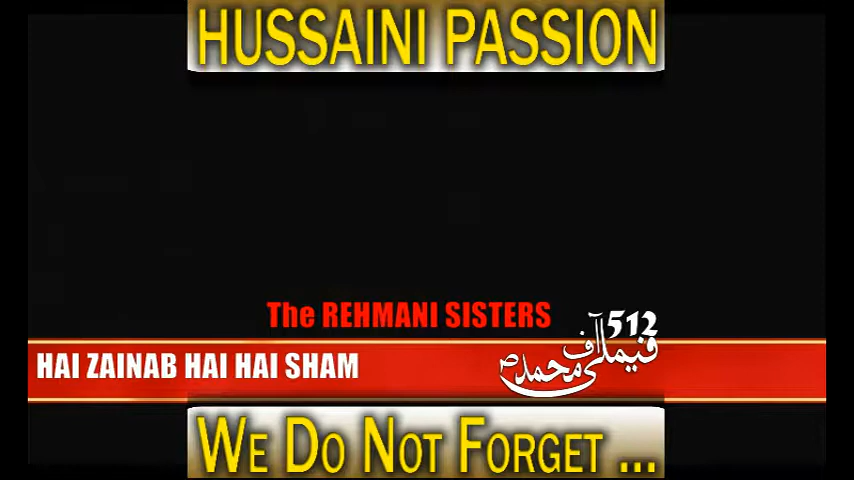 HUSSAINI PASSION
The REHMANI SISTERS
512
فیملی آف محمد ص
HAI ZAINAB HAI HAI SHAM
WE DO NOT FORGET ...